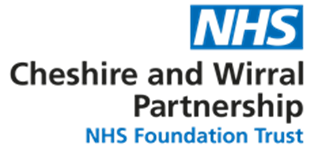 NHS
Cheshire and Wirral
Partnership
NHS Foundation Trust